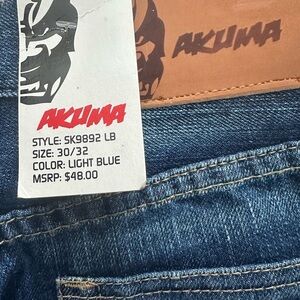 AKUMA
AKUMA
STYLE: SK9892 LB
SIZE: 30/32
COLOR: LIGHT BLUE
MSRP: $48.00